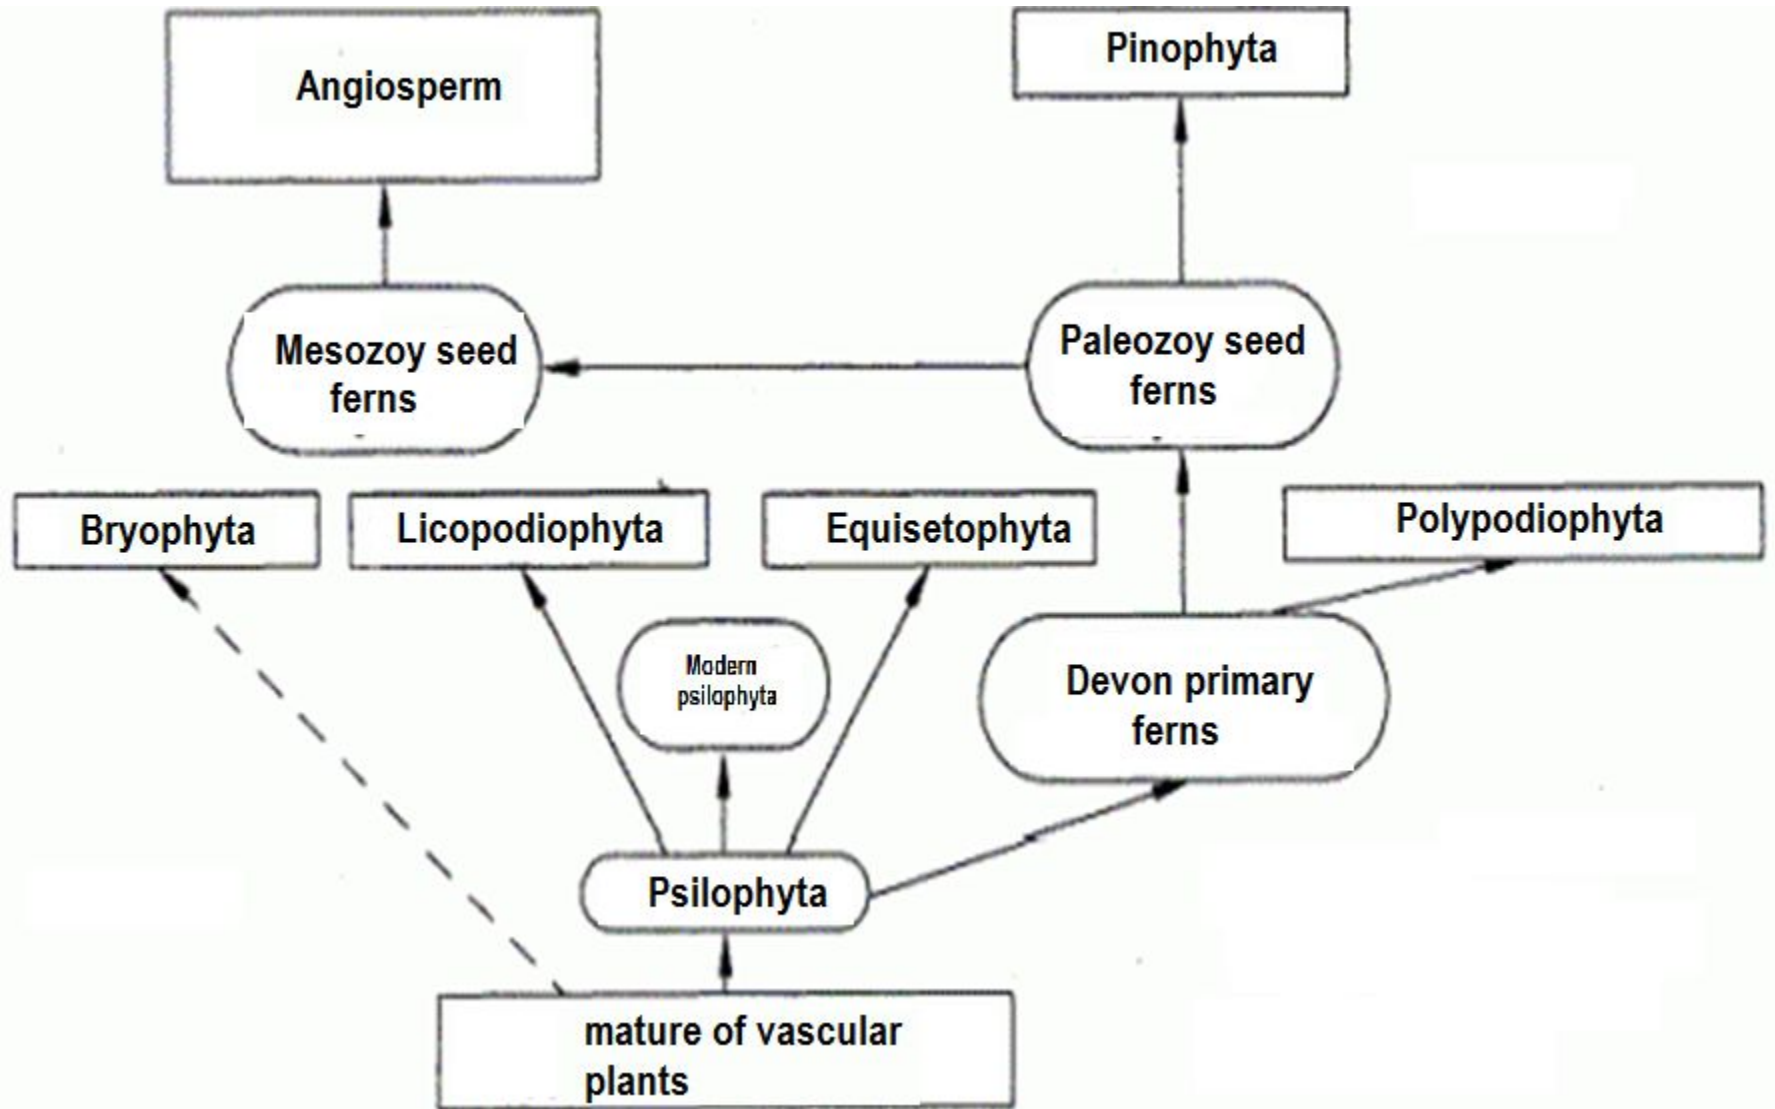 Angiosperm
Pinophyta
Mesozoy seed
ferns
Paleozoy seed
ferns
Bryophyta
Licopodiophyta
Equisetophyta
Polypodiophyta
Modern
psilophyta
Devon primary
ferns
Psilophyta
mature of vascular
plants